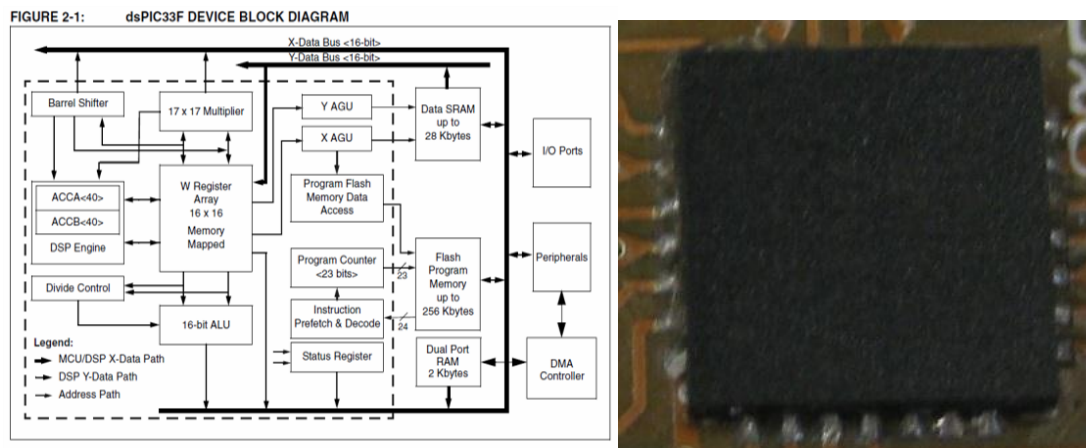 FIGURE 2-1: dsPIC33F DEVICE BLOCK DIAGRAM
X-Data Bus <16-bit>
Y-Data Bus <16-bit>
Barrel Shifter
17 x 17 Multiplier
Y AGU
X AGU
Data SRAM
up to
28 Kbytes
I/O Ports
ACCA<40>
ACCB<40>
DSP Engine
W Register
Array
16 x 16
Memory
Mapped
Program Flash
Memory Data
Access
Program Counter
<23 bits>
23
Flash
Program
Memory
up to
256 Kbytes
Peripherals
Divide Control
16-bit ALU
Instruction
Prefetch & Decode
24
Status Register
Dual Port
RAM
2 Kbytes
DMA
Controller
Legend:
MCU/DSP X-Data Path
DSP Y-Data Path
Address Path